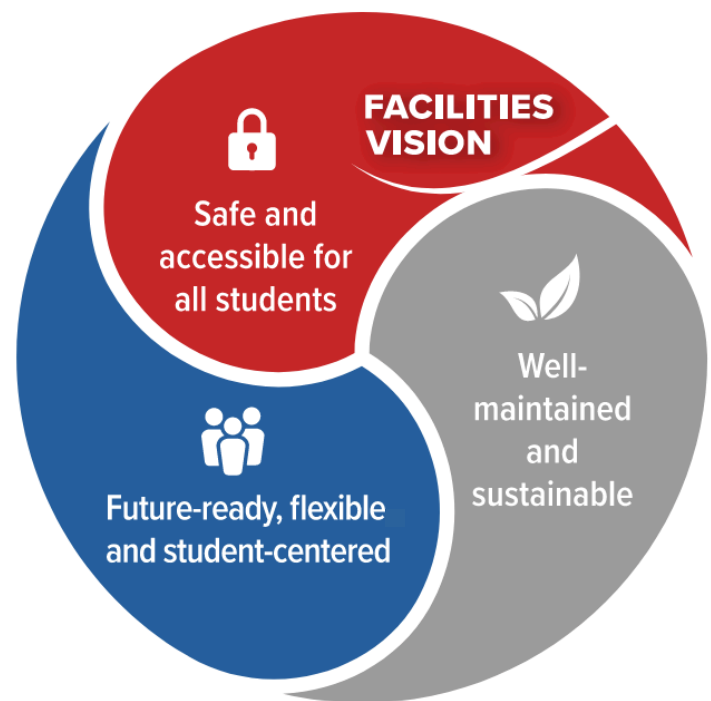 FACILITIES
VISION
Safe and
accessible for
all students
Well-
maintained
and
sustainable
Future-ready, flexible
and student-centered